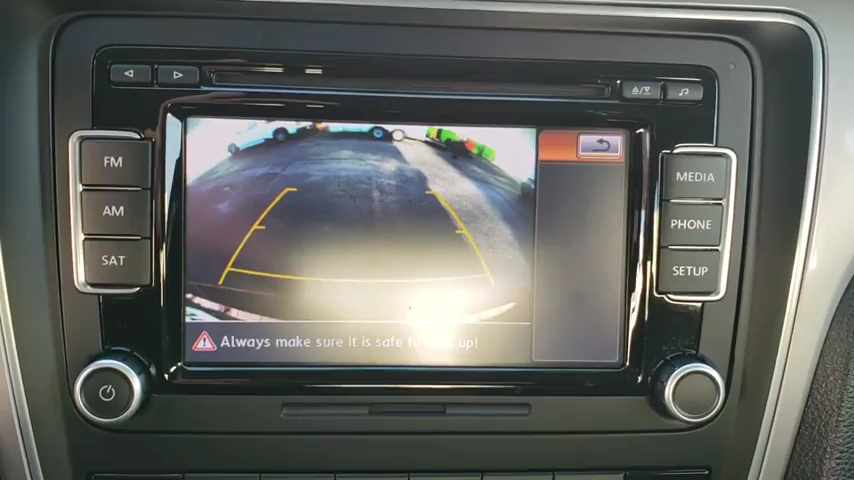 FM
AM
SAT
MEDIA
PHONE
SETUP
Always make sure it is safe to up!